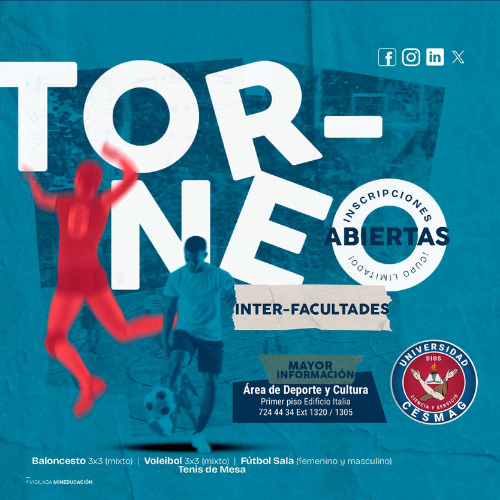 TOR-
NEO
INSCRIPCIONES
ABIERTAS
¡CUPO LIMITADO!
INTER-FACULTADES
MAYOR
INFORMACIÓN
Área de Deporte y Cultura
Primer piso Edificio Italia
724 44 34 Ext 1320 / 1305
UNIVERSIDAD
DIOS
CIENCIA Y SERVICIO
CESMAG
Baloncesto 3x3 (mixto) | Voleibol 3x3 (mixto) | Fútbol Sala (femenino y masculino)
Tenis de Mesa
VIGILADA MINEDUCACIÓN